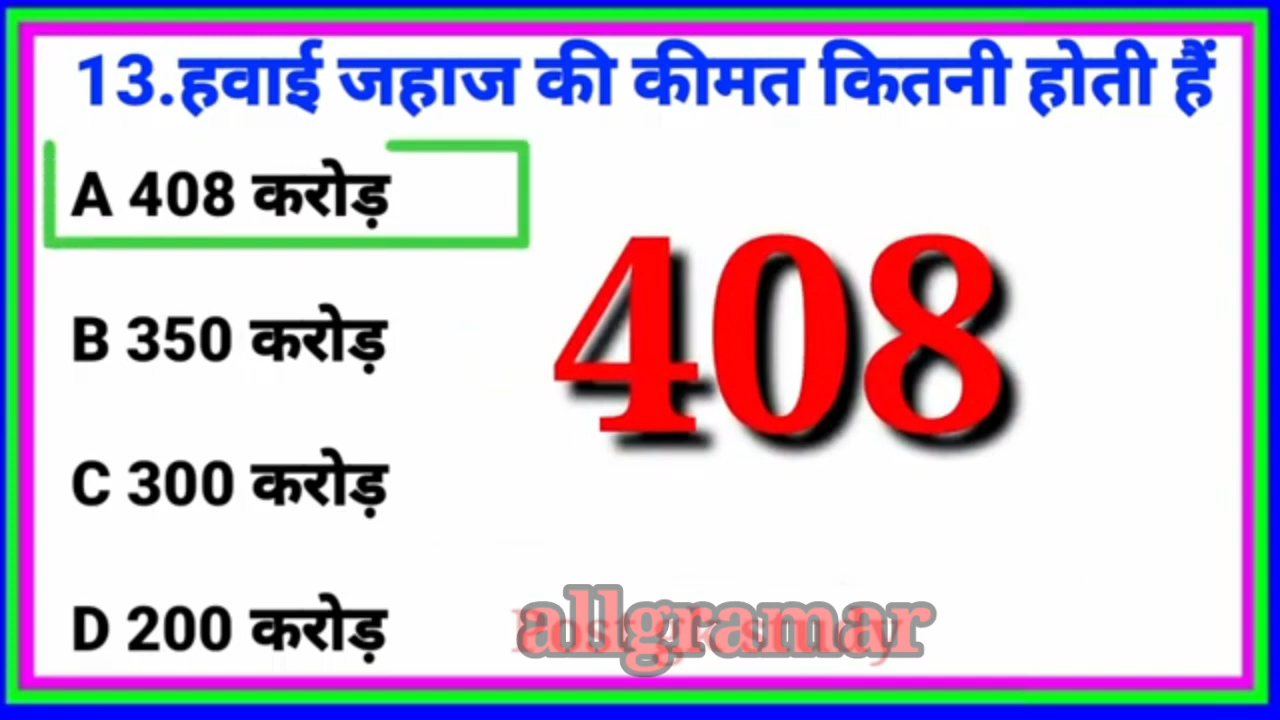 13.हवाई जहाज की कीमत कितनी होती हैं
A 408 करोड़
408
B 350 करोड़
C 300 करोड़
D 200 करोड़
allgramar